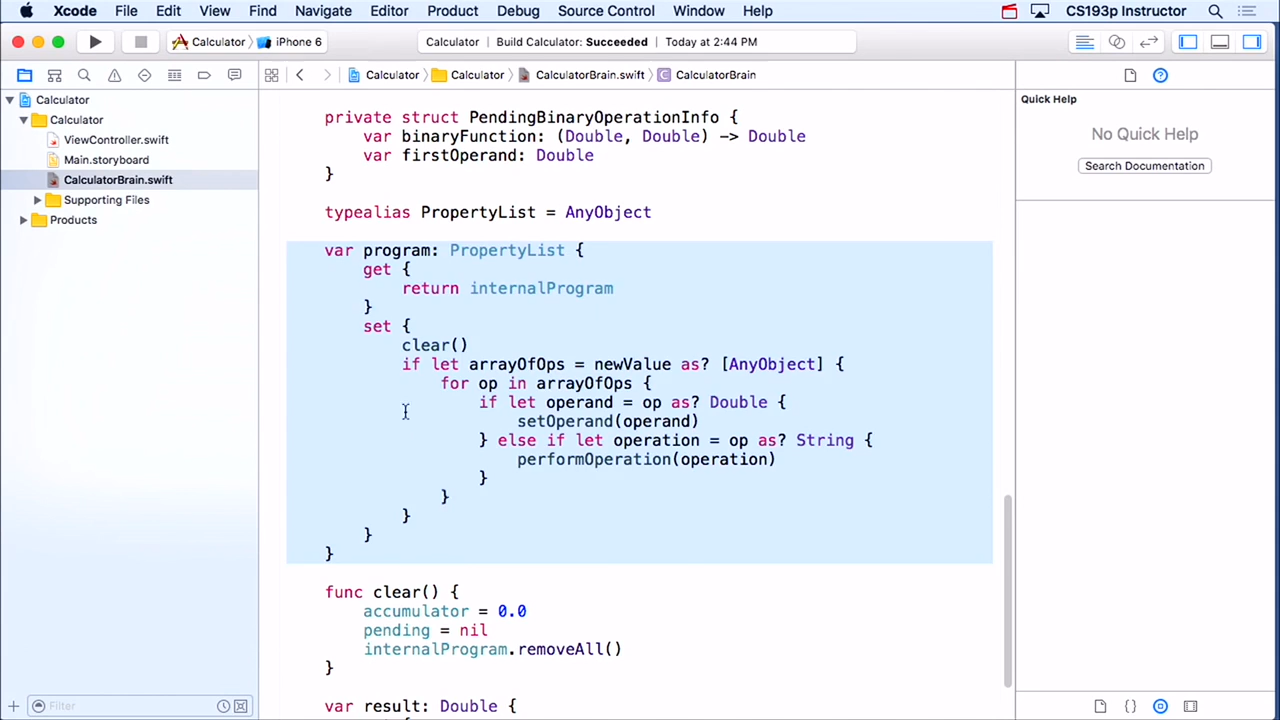 Xcode File Edit View Find Navigate Editor Product Debug Source Control Window Help CS193p Instructor
Calculator iPhone 6 Calculator Build Calculator: Succeeded Today at 2:44 PM
Calculator Calculator CalculatorBrain.swift CalculatorBrain
Calculator
Calculator
ViewController.swift
Main.storyboard
CalculatorBrain.swift
Supporting Files
Products
Filter
private struct PendingBinaryOperationInfo {
var binaryFunction: (Double, Double) -> Double
var firstOperand: Double
}
typealias PropertyList = AnyObject
var program: PropertyList {
get {
return internalProgram
}
set {
clear()
if let arrayOfOps = newValue as? [AnyObject] {
for op in arrayOfOps {
if let operand = op as? Double {
setOperand(operand)
} else if let operation = op as? String {
performOperation(operation)
}
}
}
}
}
func clear() {
accumulator = 0.0
pending = nil
internalProgram.removeAll()
}
var result: Double {
Quick Help
No Quick Help
Search Documentation